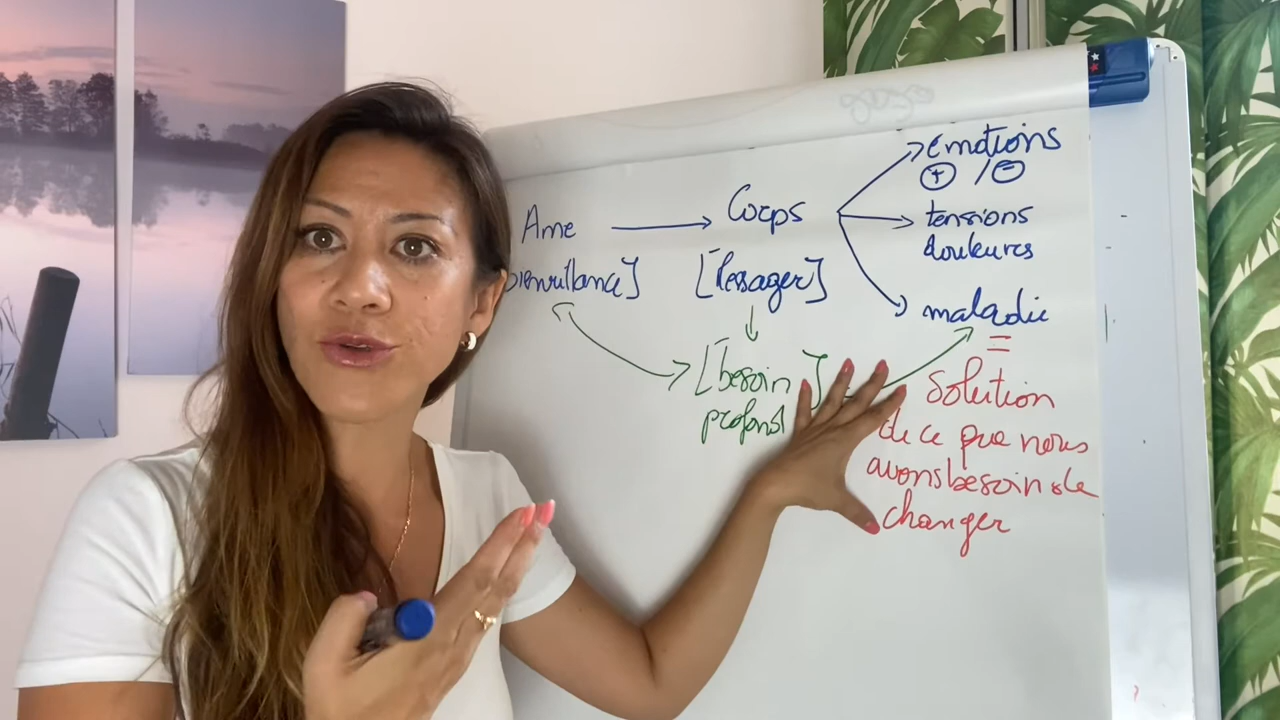 Ame → Corps
bienveillance] [Messager]
[besoin]
profond
émotions
+ / -
tensions
douleurs
maladie
=
Solution
de ce que nous
avons besoin de
changer